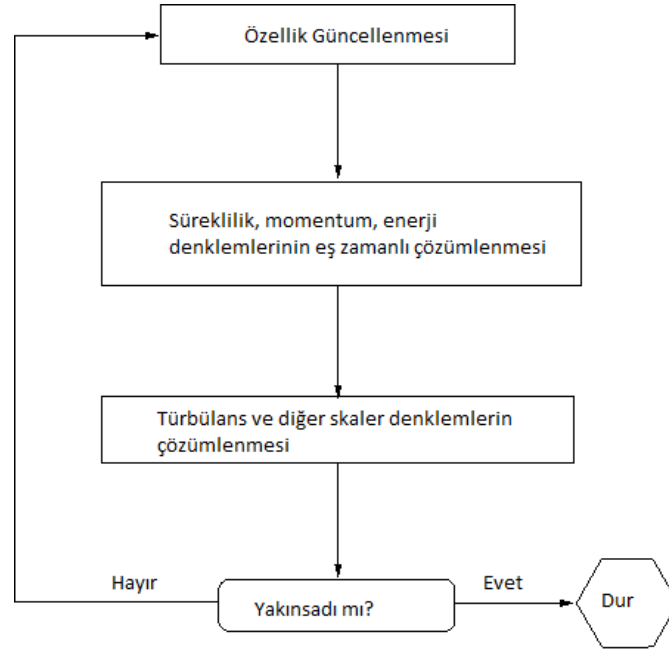 Özellik Güncellenmesi
Süreklilik, momentum, enerji
denklemlerinin eş zamanlı çözümlenmesi
Türbülans ve diğer skaler denklemlerin
çözümlenmesi
Hayır
Yakınsadı mı?
Evet
Dur